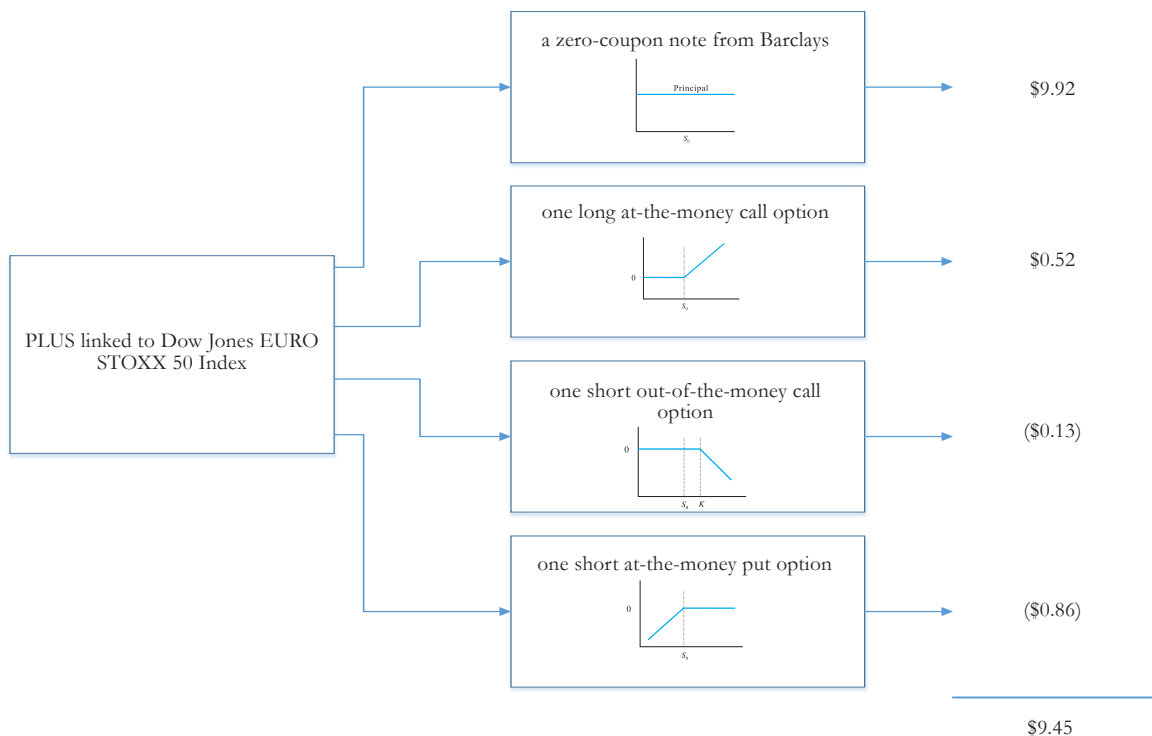 a zero-coupon note from Barclays
Principal
S₀
$9.92
one long at-the-money call option
0
S₀
$0.52
PLUS linked to Dow Jones EURO
STOXX 50 Index
one short out-of-the-money call
option
0
S₀ K
($0.13)
one short at-the-money put option
0
S₀
($0.86)
$9.45